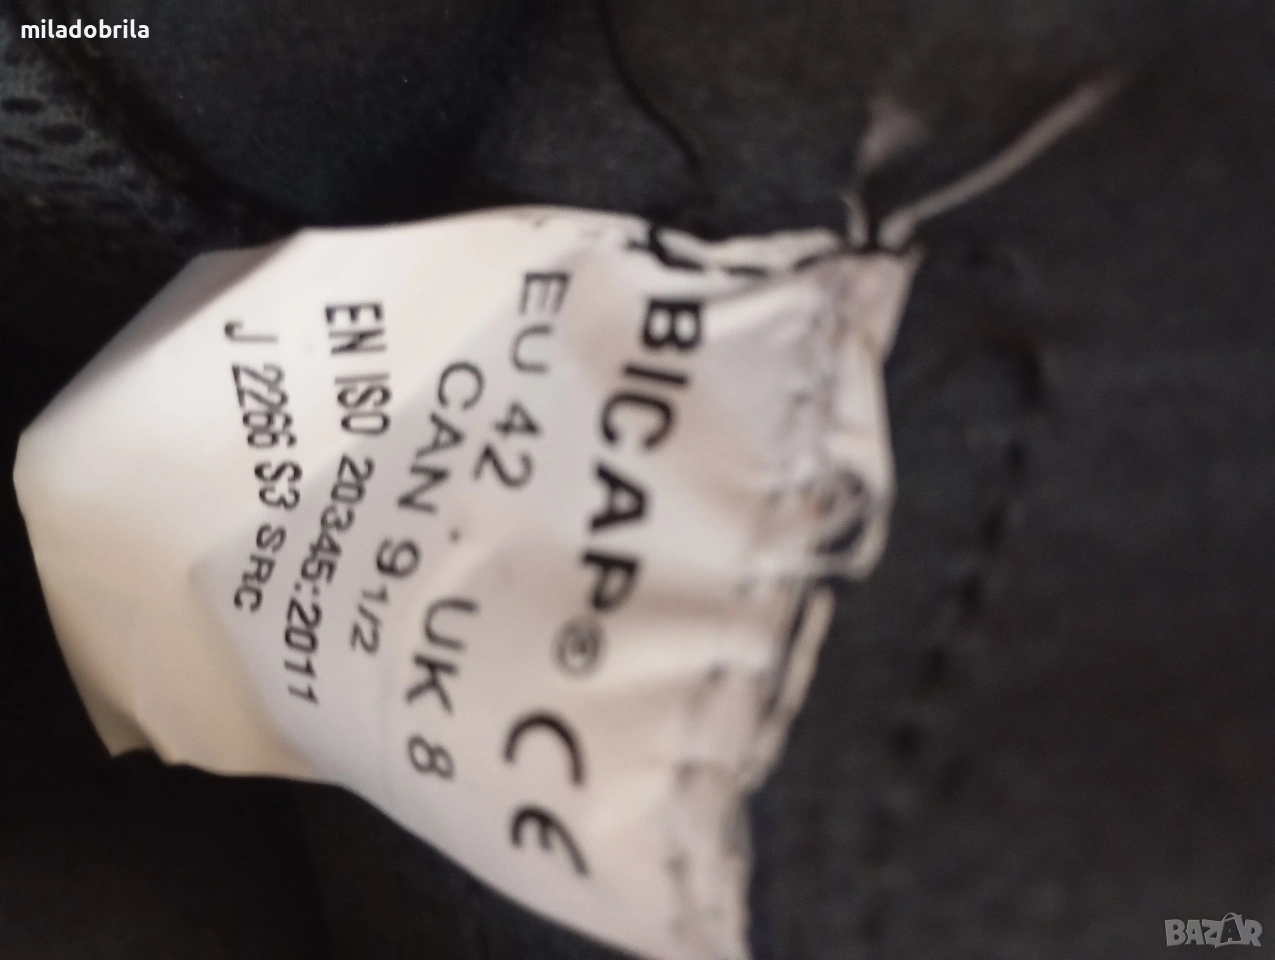 miladobrila
BICAP® CE
EU 42 UK 8
CAN 9 1/2
EN ISO 20345:2011
J 2266 S3 SRC
BAZAR